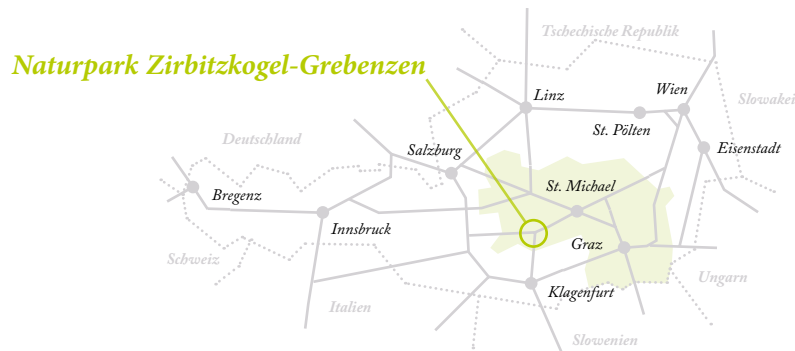 Tschechische Republik
Naturpark Zirbitzkogel-Grebenzen
Linz
Wien
Slowakei
St. Pölten
Deutschland
Salzburg
Eisenstadt
St. Michael
Bregenz
Innsbruck
Graz
Schweiz
Ungarn
Klagenfurt
Italien
Slowenien